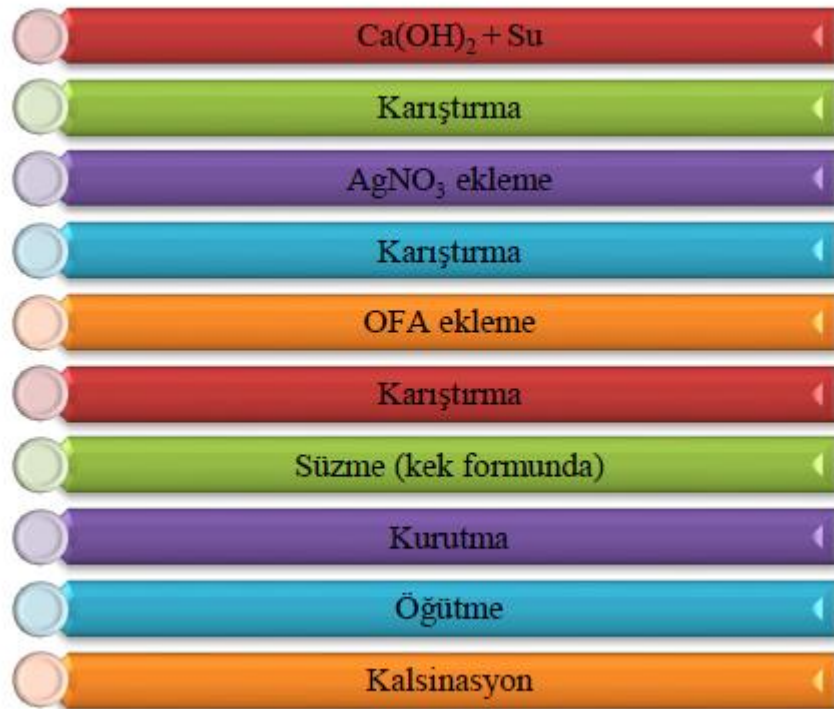 Ca(OH)₂ + Su
Karıştırma
AgNO₃ ekleme
Karıştırma
OFA ekleme
Karıştırma
Süzme (kek formunda)
Kurutma
Öğütme
Kalsinasyon